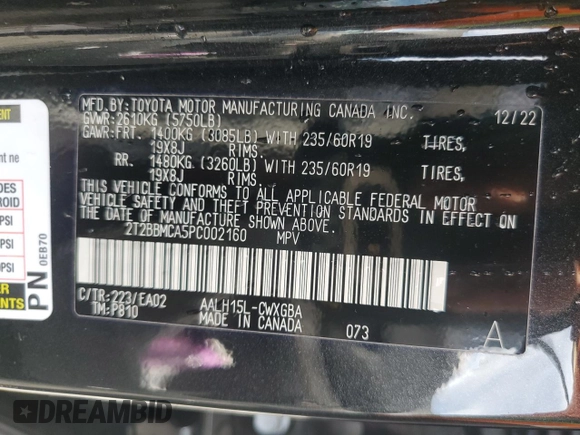 MFD.BY:TOYOTA MOTOR MANUFACTURING CANADA INC.
GVWR:2610KG (5750LB) 12/22
GAWR:FRT. 1400KG (3085LB) WITH 235/60R19 TIRES,
19X8J RIMS.
RR. 1480KG (3260LB) WITH 235/60R19 TIRES,
19X8J RIMS.
THIS VEHICLE CONFORMS TO ALL APPLICABLE FEDERAL MOTOR
VEHICLE SAFETY AND THEFT PREVENTION STANDARDS IN EFFECT ON
THE DATE OF MANUFACTURE SHOWN ABOVE.
2T2BBMCA5PC002160 MPV
C/TR:223/EA02 AALH15L-CWXGBA
TM:P810 MADE IN CANADA 073 A
PN
0EB70
PSI
PSI
DREAMBID